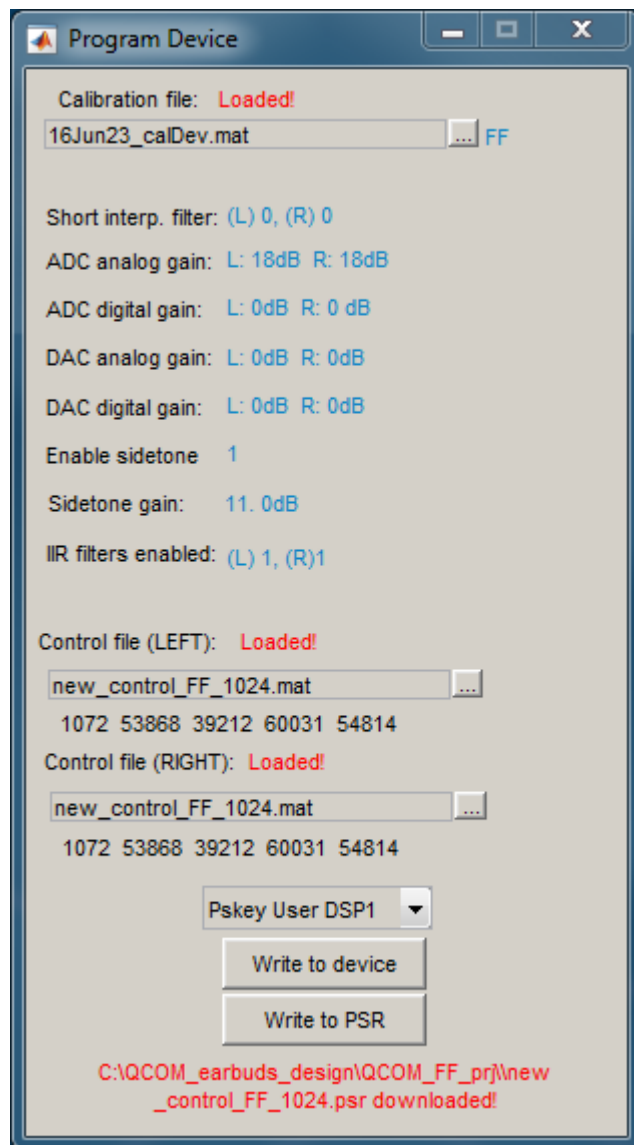 Program Device
Calibration file: Loaded!
16Jun23_calDev.mat ... FF
Short interp. filter: (L) 0, (R) 0
ADC analog gain: L: 18dB R: 18dB
ADC digital gain: L: 0dB R: 0 dB
DAC analog gain: L: 0dB R: 0dB
DAC digital gain: L: 0dB R: 0dB
Enable sidetone 1
Sidetone gain: 11. 0dB
IIR filters enabled: (L) 1, (R)1
Control file (LEFT): Loaded!
new_control_FF_1024.mat ...
1072 53868 39212 60031 54814
Control file (RIGHT): Loaded!
new_control_FF_1024.mat ...
1072 53868 39212 60031 54814
Pskey User DSP1
Write to device
Write to PSR
C:\QCOM_earbuds_design\QCOM_FF_prj\\new
_control_FF_1024.psr downloaded!